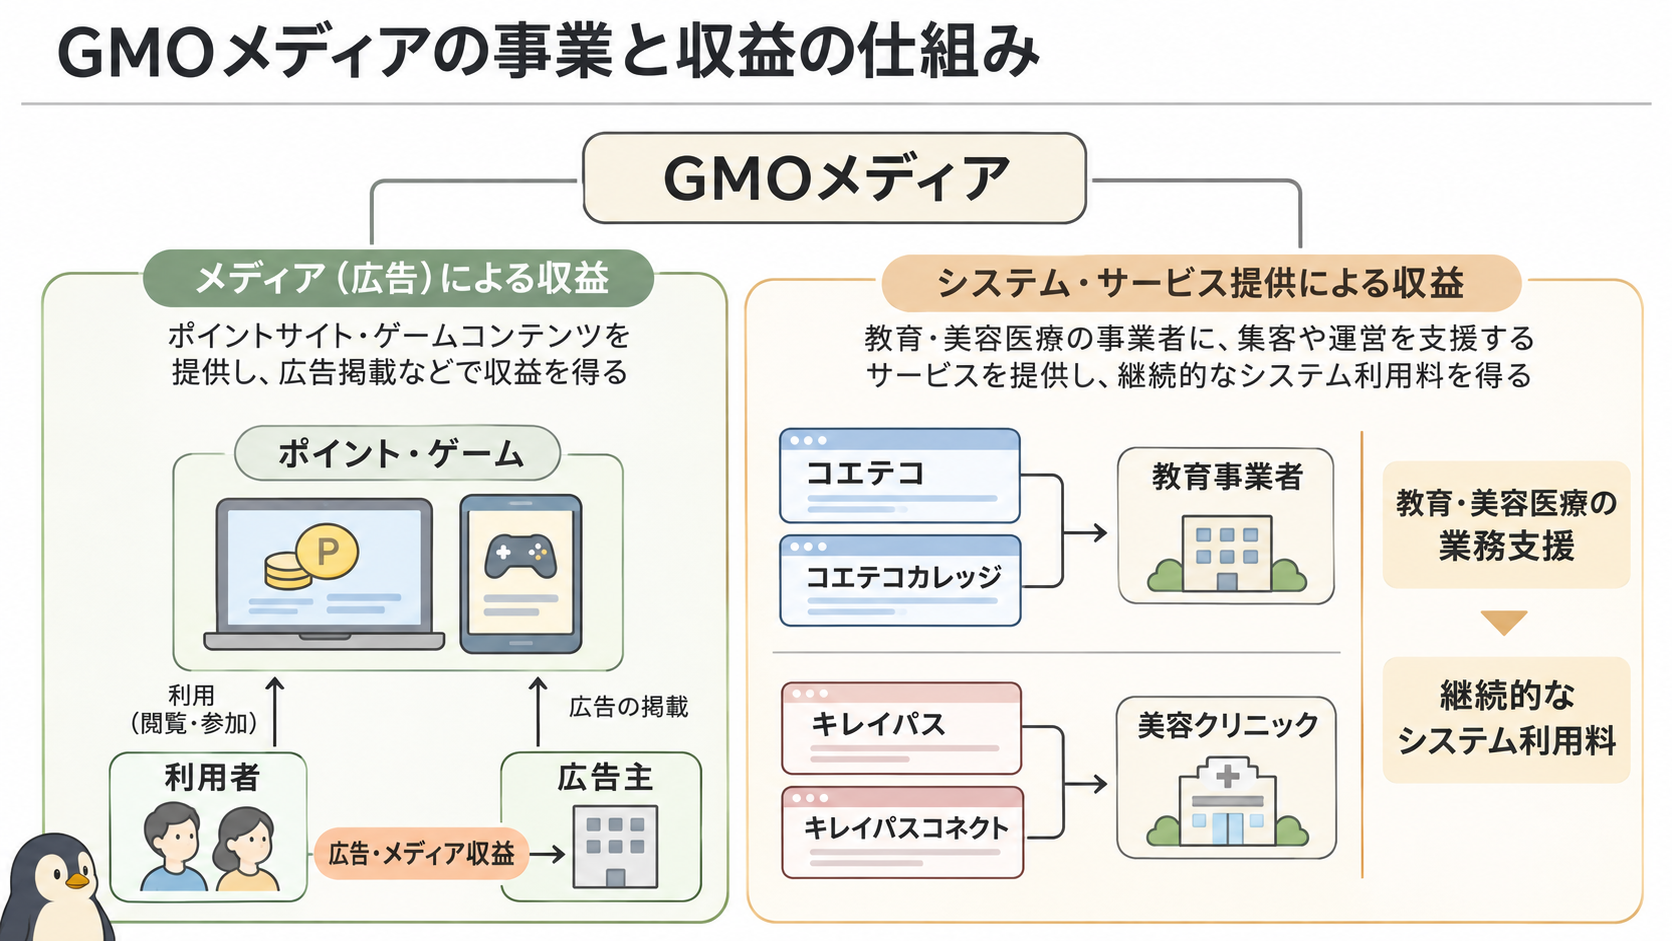 GMOメディアの事業と収益の仕組み
GMOメディア
メディア（広告）による収益
ポイントサイト・ゲームコンテンツを
提供し、広告掲載などで収益を得る
ポイント・ゲーム
P
利用
（閲覧・参加）
広告の掲載
利用者
広告・メディア収益
広告主
システム・サービス提供による収益
教育・美容医療の事業者に、集客や運営を支援する
サービスを提供し、継続的なシステム利用料を得る
コエテコ
コエテコカレッジ
教育事業者
キレイパス
キレイパスコネクト
美容クリニック
教育・美容医療の
業務支援
継続的な
システム利用料